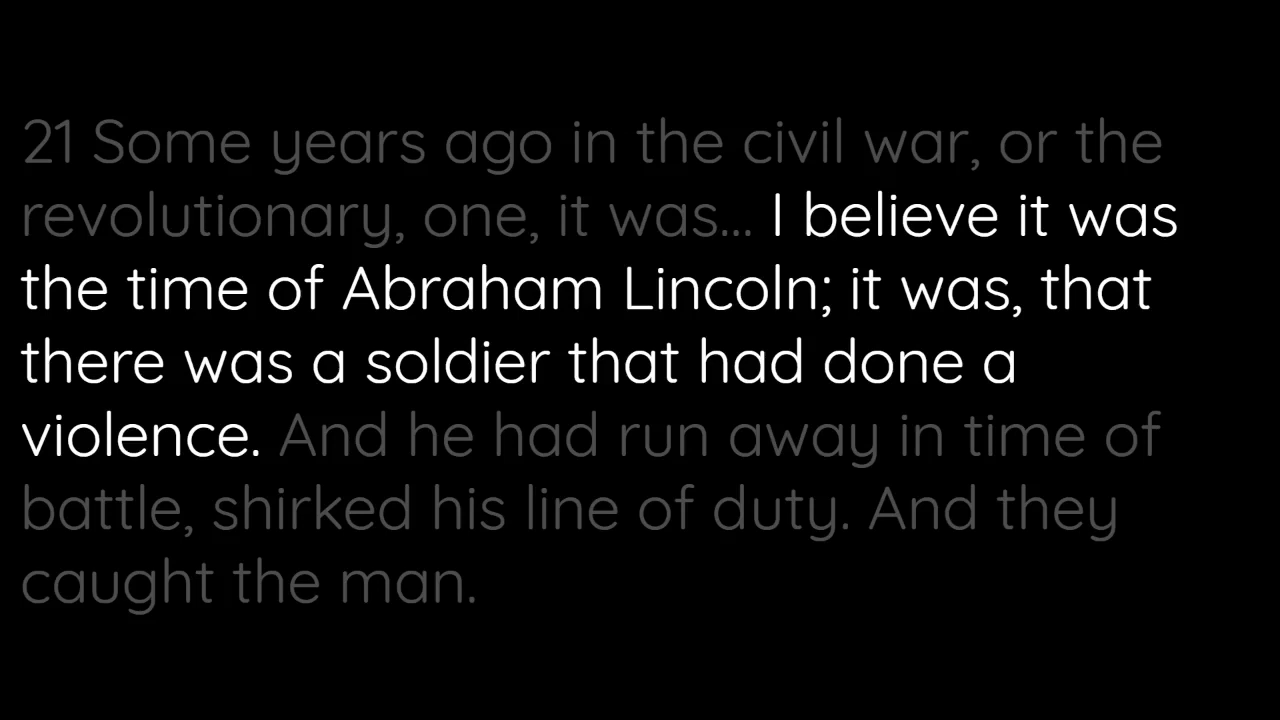 21 Some years ago in the civil war, or the
revolutionary, one, it was... I believe it was
the time of Abraham Lincoln; it was, that
there was a soldier that had done a
violence. And he had run away in time of
battle, shirked his line of duty. And they
caught the man.